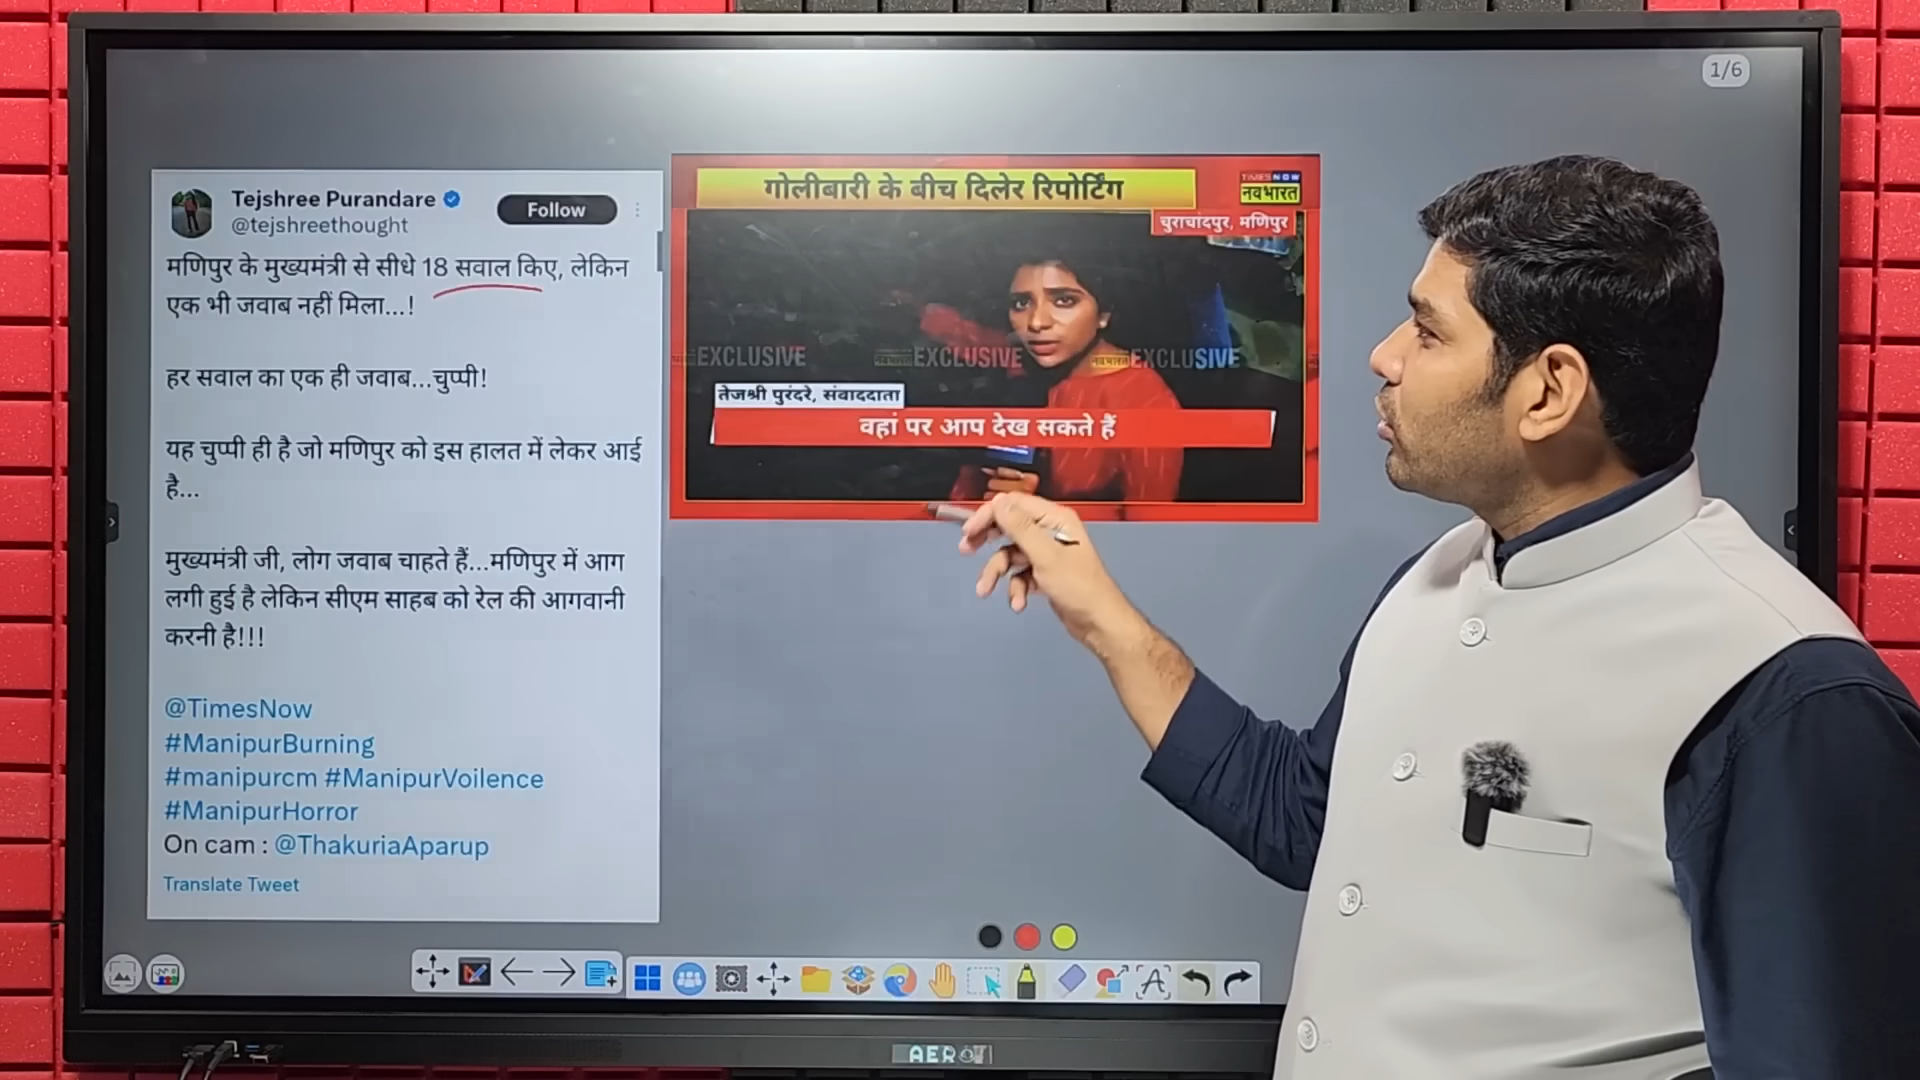 1/6
Tejshree Purandare
@tejshreethought
Follow
मणिपुर के मुख्यमंत्री से सीधे 18 सवाल किए, लेकिन
एक भी जवाब नहीं मिला...!
हर सवाल का एक ही जवाब...चुप्पी!
यह चुप्पी ही है जो मणिपुर को इस हालत में लेकर आई
है...
मुख्यमंत्री जी, लोग जवाब चाहते हैं...मणिपुर में आग
लगी हुई है लेकिन सीएम साहब को रेल की आगवानी
करनी है!!!
@TimesNow
#ManipurBurning
#manipurcm #ManipurVoilence
#ManipurHorror
On cam : @ThakuriaAparup
Translate Tweet
गोलीबारी के बीच दिलेर रिपोर्टिंग
TIMES NOW
नवभारत
चुराचांदपुर, मणिपुर
EXCLUSIVE
EXCLUSIVE
नवभारत EXCLUSIVE
तेजश्री पुरंदरे, संवाददाता
वहां पर आप देख सकते हैं